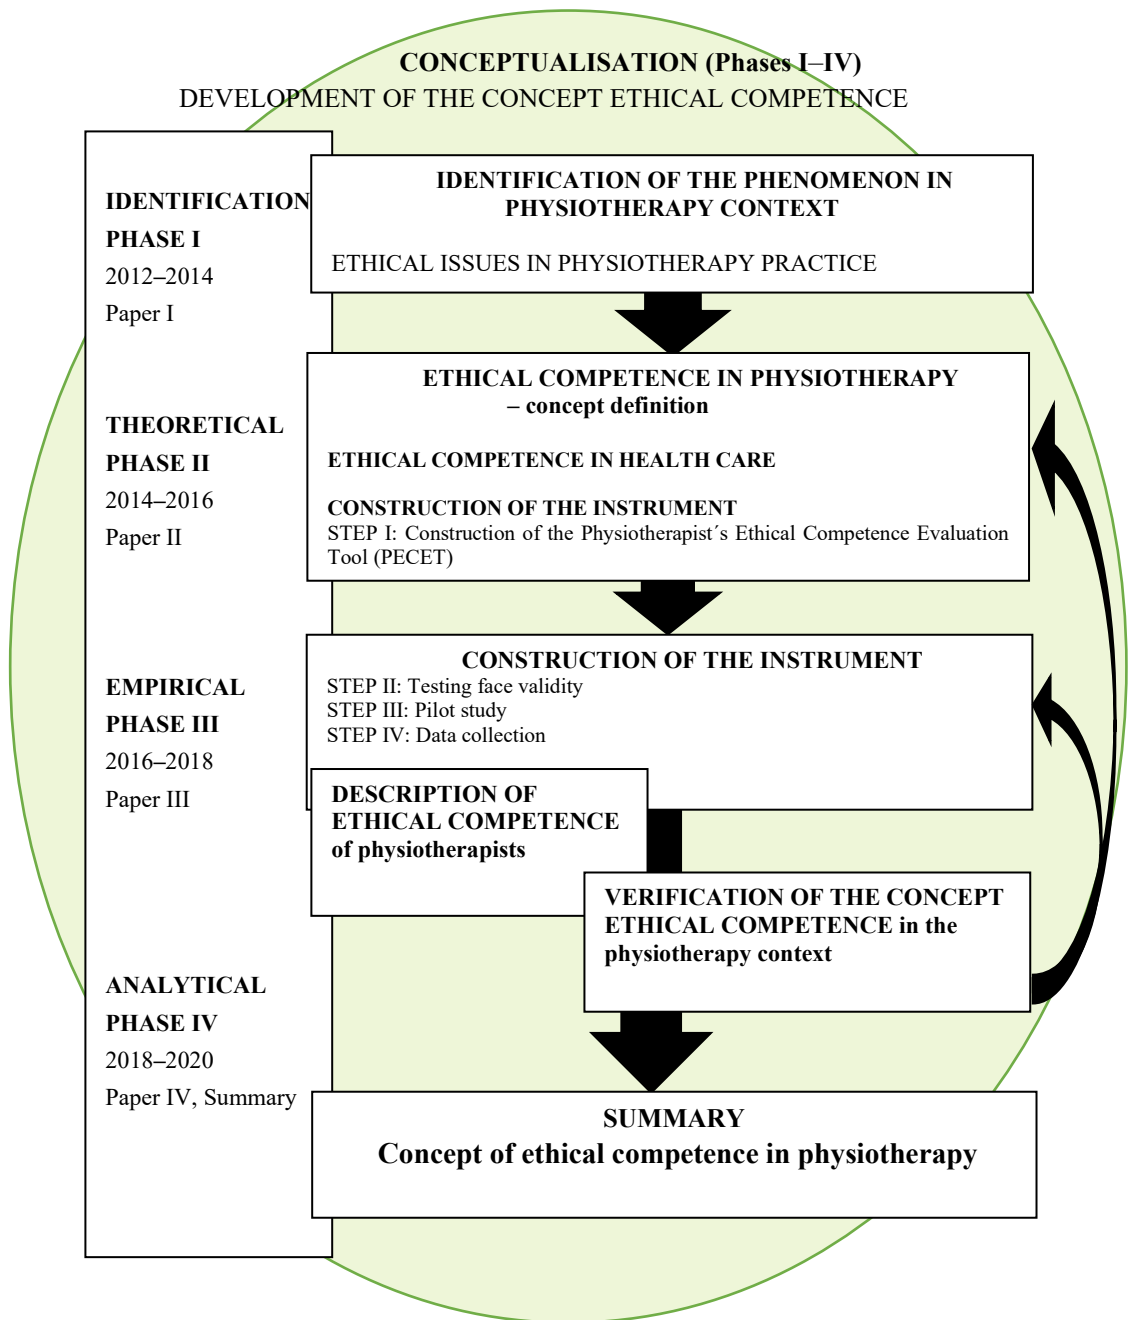 CONCEPTUALISATION (Phases I–IV)
DEVELOPMENT OF THE CONCEPT ETHICAL COMPETENCE
IDENTIFICATION
PHASE I
2012–2014
Paper I
IDENTIFICATION OF THE PHENOMENON IN
PHYSIOTHERAPY CONTEXT
ETHICAL ISSUES IN PHYSIOTHERAPY PRACTICE
THEORETICAL
PHASE II
2014–2016
Paper II
ETHICAL COMPETENCE IN PHYSIOTHERAPY
– concept definition
ETHICAL COMPETENCE IN HEALTH CARE
CONSTRUCTION OF THE INSTRUMENT
STEP I: Construction of the Physiotherapist´s Ethical Competence Evaluation
Tool (PECET)
EMPIRICAL
PHASE III
2016–2018
Paper III
CONSTRUCTION OF THE INSTRUMENT
STEP II: Testing face validity
STEP III: Pilot study
STEP IV: Data collection
DESCRIPTION OF
ETHICAL COMPETENCE
of physiotherapists
VERIFICATION OF THE CONCEPT
ETHICAL COMPETENCE in the
physiotherapy context
ANALYTICAL
PHASE IV
2018–2020
Paper IV, Summary
SUMMARY
Concept of ethical competence in physiotherapy